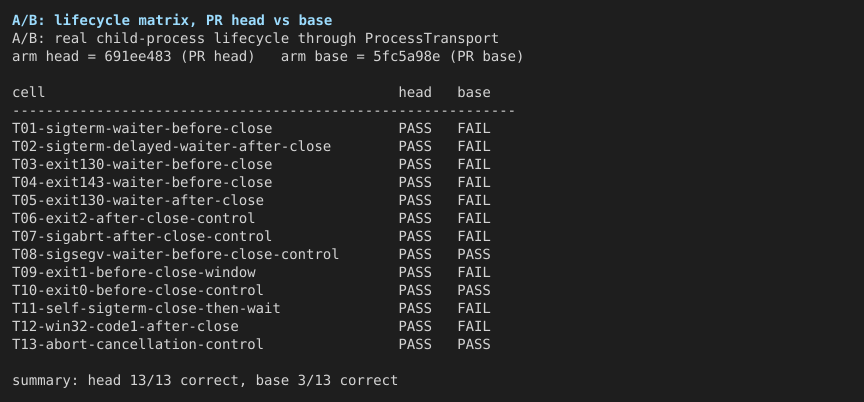 A/B: lifecycle matrix, PR head vs base
A/B: real child-process lifecycle through ProcessTransport
arm head = 691ee483 (PR head)   arm base = 5fc5a98e (PR base)

cell                                          head   base
------------------------------------------------------------
T01-sigterm-waiter-before-close               PASS   FAIL
T02-sigterm-delayed-waiter-after-close        PASS   FAIL
T03-exit130-waiter-before-close               PASS   FAIL
T04-exit143-waiter-before-close               PASS   FAIL
T05-exit130-waiter-after-close                PASS   FAIL
T06-exit2-after-close-control                 PASS   FAIL
T07-sigabrt-after-close-control               PASS   FAIL
T08-sigsegv-waiter-before-close-control       PASS   PASS
T09-exit1-before-close-window                 PASS   FAIL
T10-exit0-before-close-control                PASS   PASS
T11-self-sigterm-close-then-wait              PASS   FAIL
T12-win32-code1-after-close                   PASS   FAIL
T13-abort-cancellation-control                PASS   PASS

summary: head 13/13 correct, base 3/13 correct